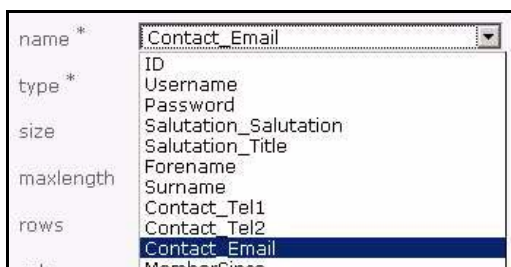 name * Contact_Email
ID
type * Username
Password
size Salutation_Salutation
Salutation_Title
maxlength Forename
Surname
Contact_Tel1
rows Contact_Tel2
Contact_Email